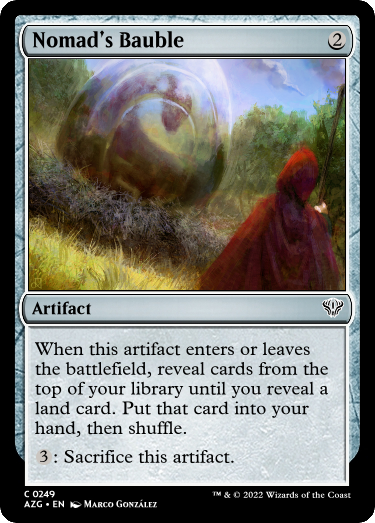 Nomad's Bauble 2
Artifact
When this artifact enters or leaves
the battlefield, reveal cards from the
top of your library until you reveal a
land card. Put that card into your
hand, then shuffle.
3 : Sacrifice this artifact.
C 0249
AZG • EN Marco González
™ & © 2022 Wizards of the Coast